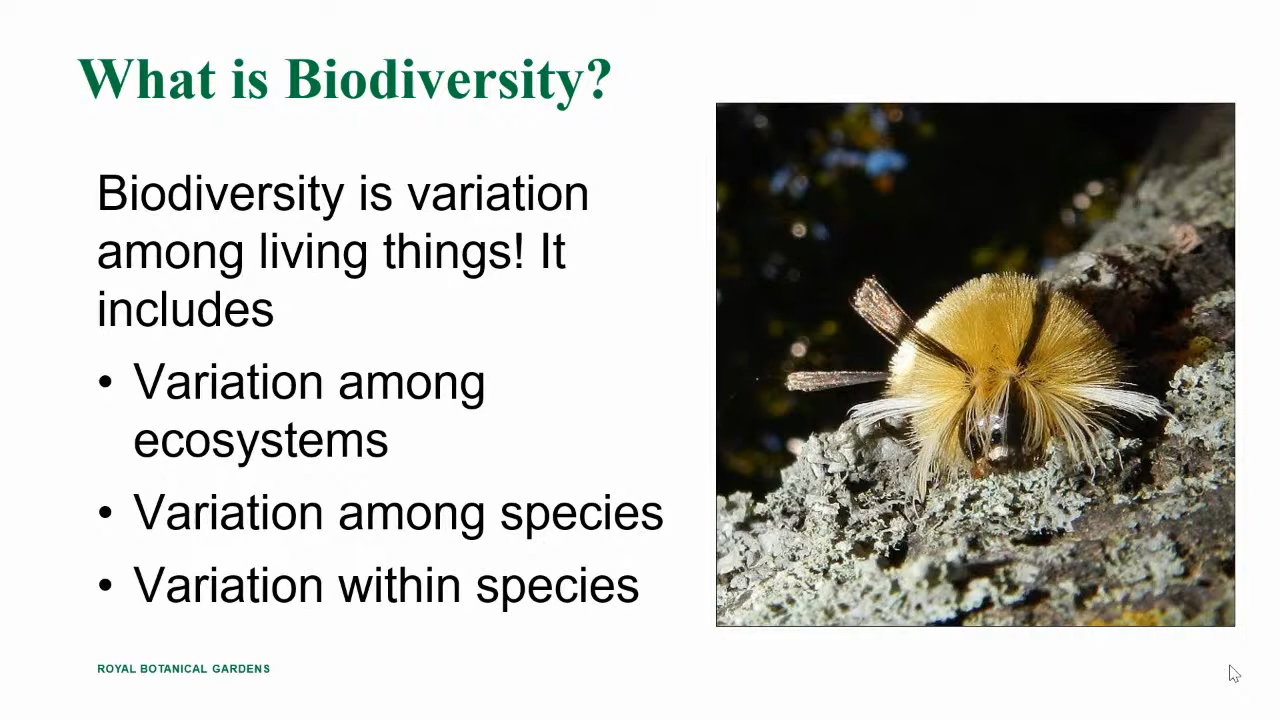 What is Biodiversity?
Biodiversity is variation
among living things! It
includes
• Variation among
ecosystems
• Variation among species
• Variation within species
ROYAL BOTANICAL GARDENS